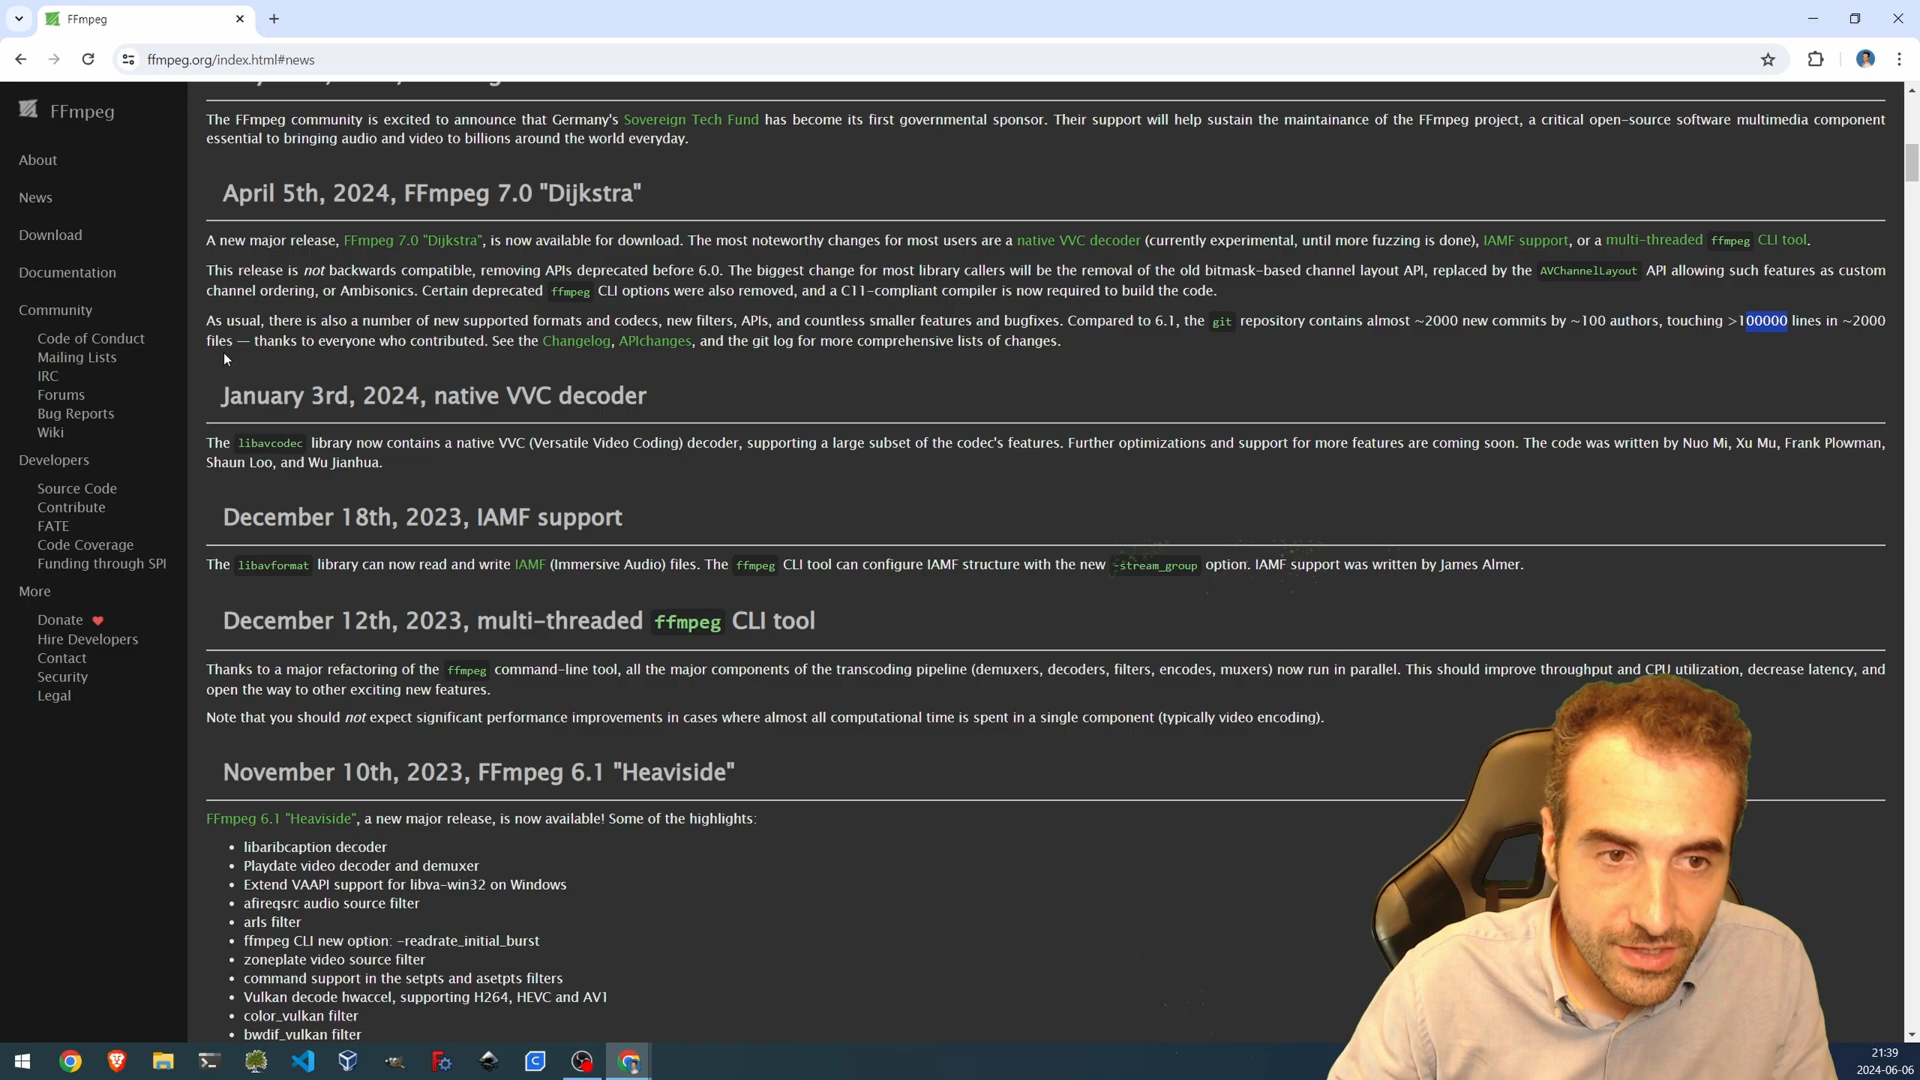 FFmpeg
ffmpeg.org/index.html#news
FFmpeg
About
News
Download
Documentation
Community
Code of Conduct
Mailing Lists
IRC
Forums
Bug Reports
Wiki
Developers
Source Code
Contribute
FATE
Code Coverage
Funding through SPI
More
Donate
Hire Developers
Contact
Security
Legal
The FFmpeg community is excited to announce that Germany's Sovereign Tech Fund has become its first governmental sponsor. Their support will help sustain the maintainance of the FFmpeg project, a critical open-source software multimedia component
essential to bringing audio and video to billions around the world everyday.
April 5th, 2024, FFmpeg 7.0 "Dijkstra"
A new major release, FFmpeg 7.0 "Dijkstra", is now available for download. The most noteworthy changes for most users are a native VVC decoder (currently experimental, until more fuzzing is done), IAMF support, or a multi-threaded ffmpeg CLI tool.
This release is not backwards compatible, removing APIs deprecated before 6.0. The biggest change for most library callers will be the removal of the old bitmask-based channel layout API, replaced by the AVChannelLayout API allowing such features as custom
channel ordering, or Ambisonics. Certain deprecated ffmpeg CLI options were also removed, and a C11-compliant compiler is now required to build the code.
As usual, there is also a number of new supported formats and codecs, new filters, APIs, and countless smaller features and bugfixes. Compared to 6.1, the git repository contains almost ~2000 new commits by ~100 authors, touching >100000 lines in ~2000
files — thanks to everyone who contributed. See the Changelog, APIchanges, and the git log for more comprehensive lists of changes.
January 3rd, 2024, native VVC decoder
The libavcodec library now contains a native VVC (Versatile Video Coding) decoder, supporting a large subset of the codec's features. Further optimizations and support for more features are coming soon. The code was written by Nuo Mi, Xu Mu, Frank Plowman,
Shaun Loo, and Wu Jianhua.
December 18th, 2023, IAMF support
The libavformat library can now read and write IAMF (Immersive Audio) files. The ffmpeg CLI tool can configure IAMF structure with the new -stream_group option. IAMF support was written by James Almer.
December 12th, 2023, multi-threaded ffmpeg CLI tool
Thanks to a major refactoring of the ffmpeg command-line tool, all the major components of the transcoding pipeline (demuxers, decoders, filters, encodes, muxers) now run in parallel. This should improve throughput and CPU utilization, decrease latency, and
open the way to other exciting new features.
Note that you should not expect significant performance improvements in cases where almost all computational time is spent in a single component (typically video encoding).
November 10th, 2023, FFmpeg 6.1 "Heaviside"
FFmpeg 6.1 "Heaviside", a new major release, is now available! Some of the highlights:
• libaribcaption decoder
• Playdate video decoder and demuxer
• Extend VAAPI support for libva-win32 on Windows
• afireqsrc audio source filter
• arls filter
• ffmpeg CLI new option: -readrate_initial_burst
• zoneplate video source filter
• command support in the setpts and asetpts filters
• Vulkan decode hwaccel, supporting H264, HEVC and AV1
• color_vulkan filter
• bwdif_vulkan filter
21:39
2024-06-06